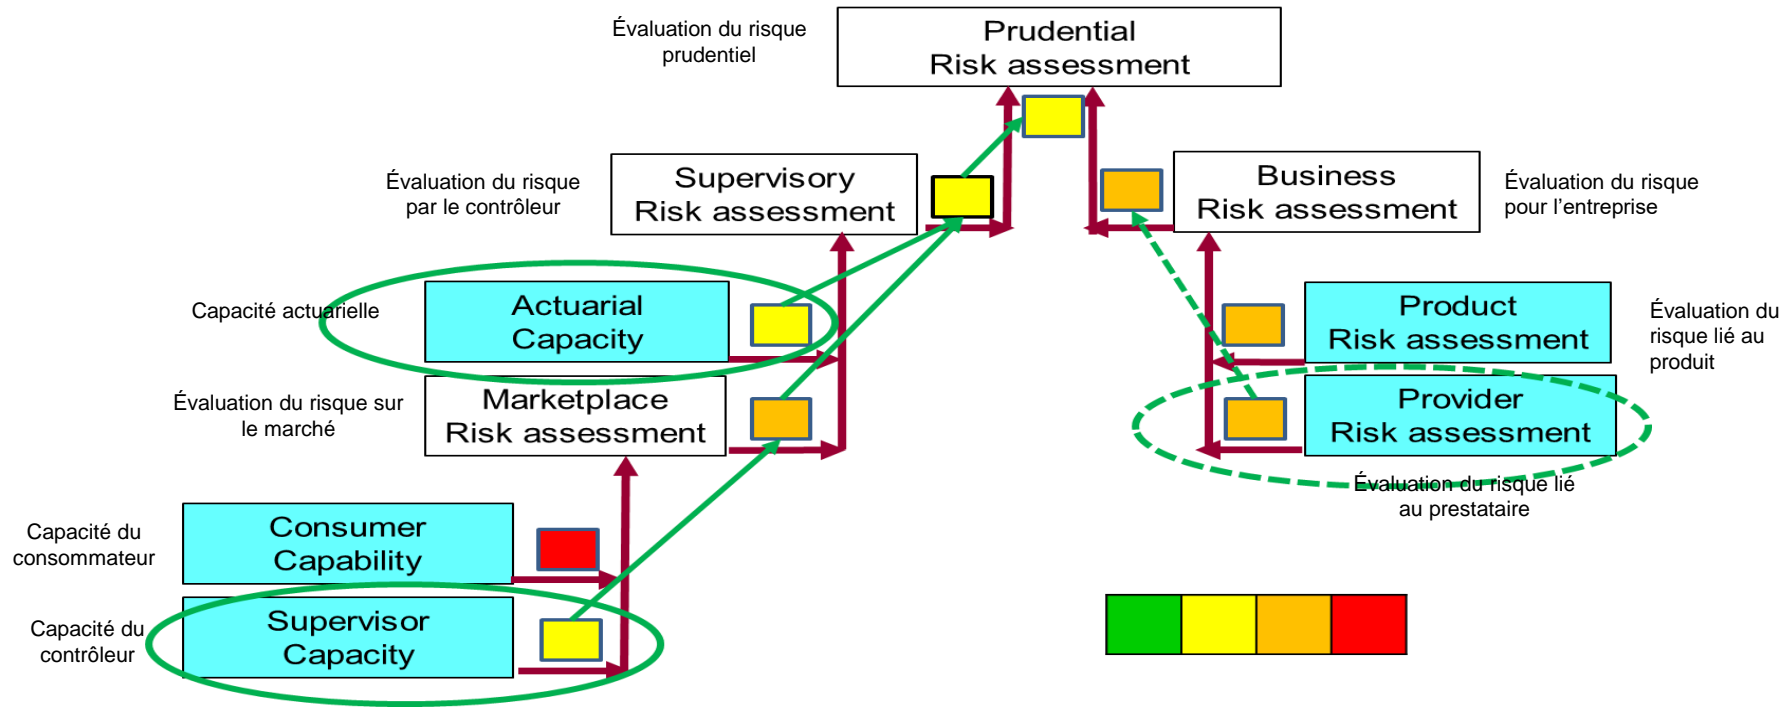 Évaluation du risque
prudentiel
Prudential
Risk assessment
Évaluation du risque
par le contrôleur
Supervisory
Risk assessment
Business
Risk assessment
Évaluation du risque
pour l’entreprise
Capacité actuarielle
Actuarial
Capacity
Product
Risk assessment
Évaluation du
risque lié au
produit
Évaluation du risque sur
le marché
Marketplace
Risk assessment
Provider
Risk assessment
Évaluation du risque lié
au prestataire
Capacité du
consommateur
Consumer
Capability
Capacité du
contrôleur
Supervisor
Capacity